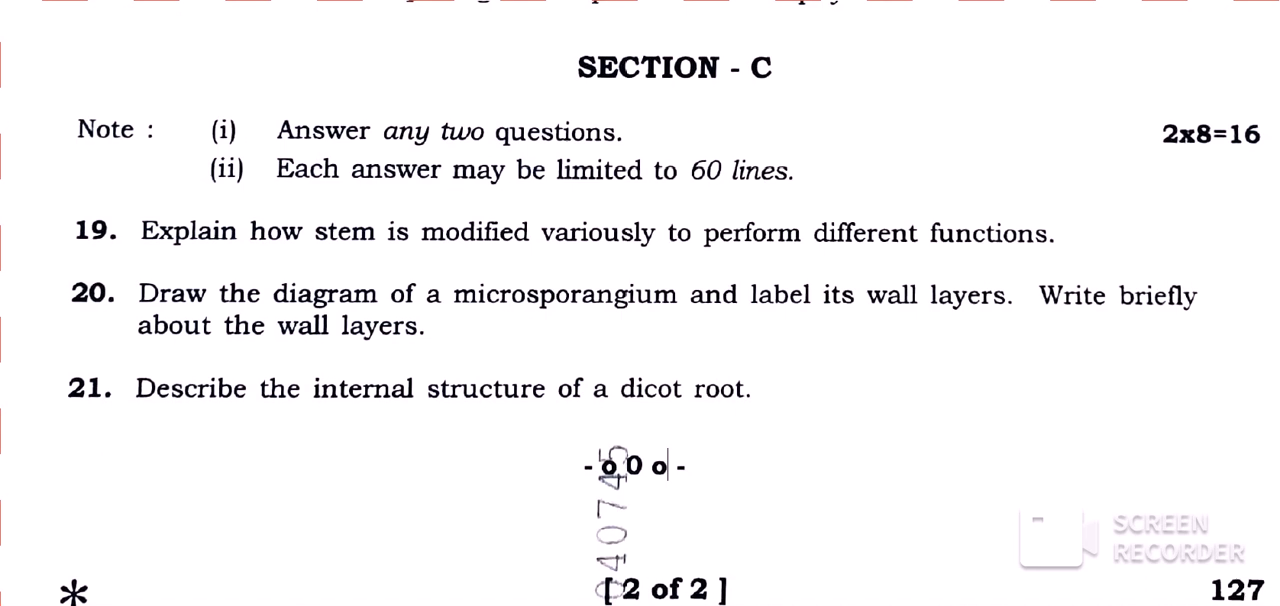 SECTION - C
Note : (i) Answer any two questions. 2x8=16
(ii) Each answer may be limited to 60 lines.
19. Explain how stem is modified variously to perform different functions.
20. Draw the diagram of a microsporangium and label its wall layers. Write briefly
about the wall layers.
21. Describe the internal structure of a dicot root.
- o 0 o -
SCREEN
RECORDER
* [ 2 of 2 ] 127